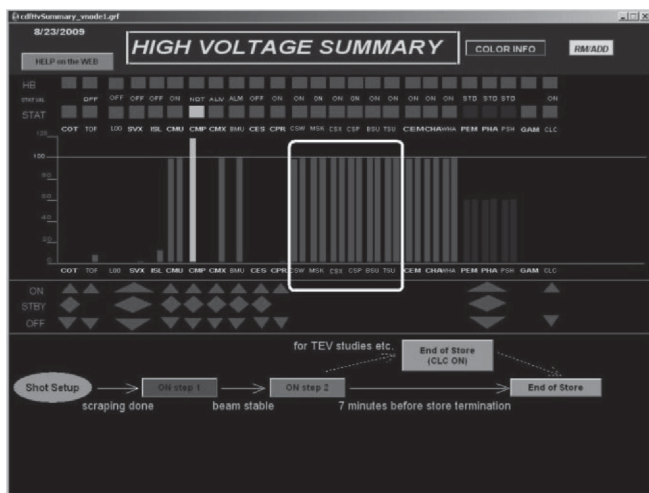 cdfHvSummary_vmode1.grf
8/23/2009
HIGH VOLTAGE SUMMARY
COLOR INFO
RM/ADD
HELP on the WEB
HB
OFF OFF OFF OFF ON NOT ALM ALM OFF ON ON ON ON ON ON ON ON ON ON STD STD STD ON
STAT
COT TOF L00 SVX ISL CMU CMP CMX BMU CES CPR CSW MSK CSX CSP BSU TSU CEM CHA WHA PEM PHA PSH GAM CLC
120
100
80
60
40
20
COT TOF L00 SVX ISL CMU CMP CMX BMU CES CPR CSW MSK CSX CSP BSU TSU CEM CHA WHA PEM PHA PSH GAM CLC
ON
STBY
OFF
for TEV studies etc.
End of Store
(CLC ON)
Shot Setup
ON step 1
ON step 2
End of Store
scraping done
beam stable
7 minutes before store termination